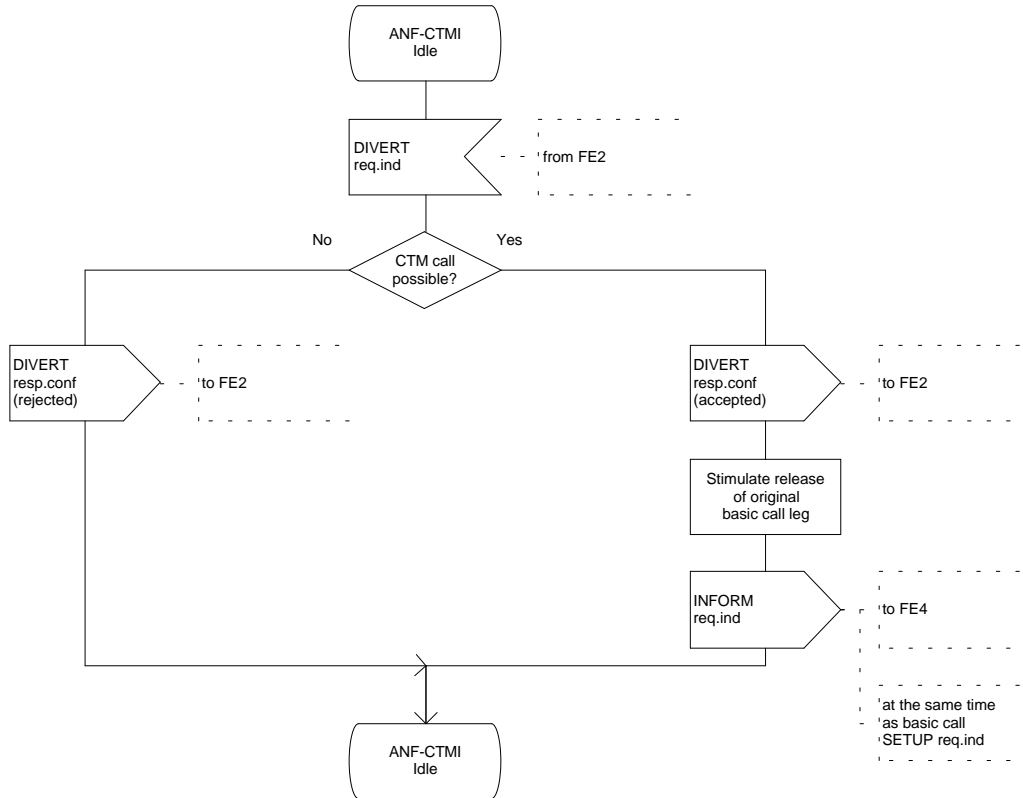 ANF-CTMI
Idle
DIVERT
req.ind
from FE2
No
Yes
CTM call
possible?
DIVERT
resp.conf
(rejected)
to FE2
DIVERT
resp.conf
(accepted)
to FE2
Stimulate release
of original
basic call leg
INFORM
req.ind
to FE4
at the same time
as basic call
SETUP req.ind
ANF-CTMI
Idle